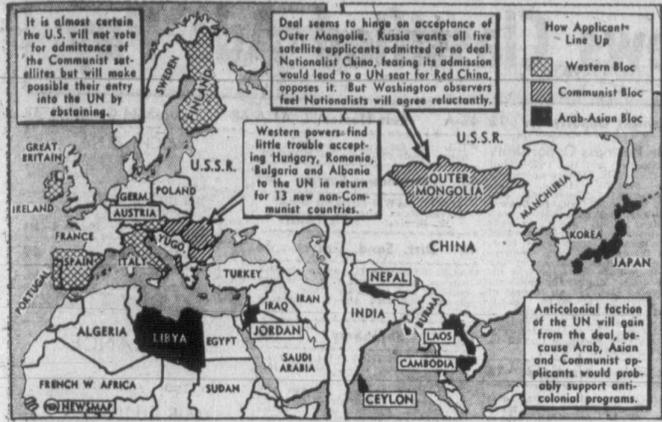 It is almost certain
the U.S. will not vote
for admittance of
the Communist sat-
ellites but will make
possible their entry
into the UN by
abstaining.
Deal seems to hinge on acceptance of
Outer Mongolia. Russia wants all five
satellite applicants admitted or no deal.
Nationalist China, fearing its admission
would lead to a UN seat for Red China,
opposes it. But Washington observers
feel Nationalists will agree reluctantly.
How Applicants
Line Up
Western Bloc
Communist Bloc
Arab-Asian Bloc
Western powers find
little trouble accept-
ing Hungary, Romania,
Bulgaria and Albania
to the UN in return
for 13 new non-Com-
munist countries.
SWEDEN
FINLAND
GREAT
BRITAIN
U.S.S.R.
IRELAND
GERM.
POLAND
AUSTRIA
FRANCE
YUGO.
PORTUGAL
SPAIN
ITALY
TURKEY
IRAQ
IRAN
ALGERIA
LIBYA
EGYPT
JORDAN
SAUDI
ARABIA
FRENCH W. AFRICA
SUDAN
NEWSMAP
U.S.S.R.
OUTER
MONGOLIA
MANCHURIA
KOREA
JAPAN
CHINA
NEPAL
INDIA
BURMA
LAOS
CAMBODIA
CEYLON
Anticolonial faction
of the UN will gain
from the deal, be-
cause Arab, Asian
and Communist ap-
plicants would prob-
ably support anti-
colonial programs.